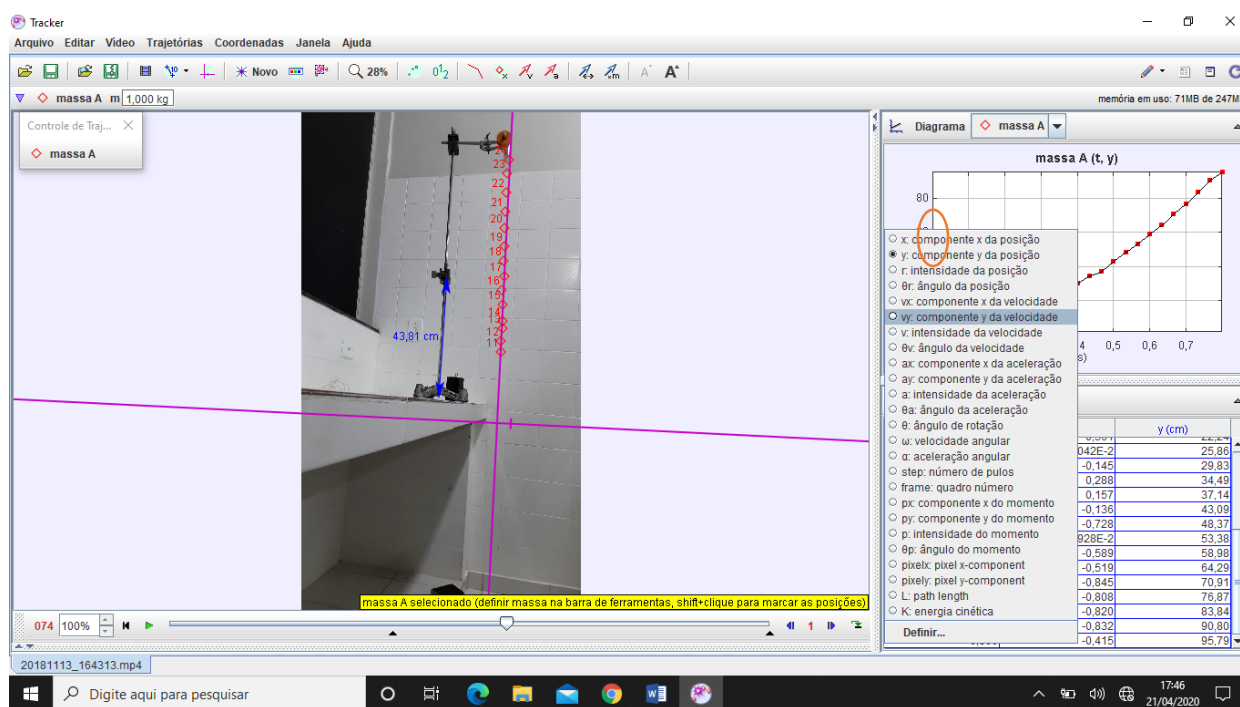 Tracker
Arquivo Editar Video Trajetórias Coordenadas Janela Ajuda
Novo 28%
massa A m 1,000 kg
memória em uso: 71MB de 247M
Controle de Traj...
massa A
23
22
21
20
19
18
17
16
15
14
13
12
11
43,81 cm
massa A selecionado (definir massa na barra de ferramentas, shift+clique para marcar as posições)
074 100%
1
20181113_164313.mp4
Diagrama massa A
massa A (t, y)
80
4 0,5 0,6 0,7
s)
x: componente x da posição
y: componente y da posição
r: intensidade da posição
θr: ângulo da posição
vx: componente x da velocidade
vy: componente y da velocidade
v: intensidade da velocidade
θv: ângulo da velocidade
ax: componente x da aceleração
ay: componente y da aceleração
a: intensidade da aceleração
θa: ângulo da aceleração
θ: ângulo de rotação
ω: velocidade angular
α: aceleração angular
step: número de pulos
frame: quadro número
px: componente x do momento
py: componente y do momento
p: intensidade do momento
θp: ângulo do momento
pixelx: pixel x-component
pixely: pixel y-component
L: path length
K: energia cinética
Definir...
y (cm)
042E-2 25,86
-0,145 29,83
0,288 34,49
0,157 37,14
-0,136 43,09
-0,728 48,37
928E-2 53,38
-0,589 58,98
-0,519 64,29
-0,845 70,91
-0,808 76,87
-0,820 83,84
-0,832 90,80
-0,415 95,79
Digite aqui para pesquisar
17:46
21/04/2020